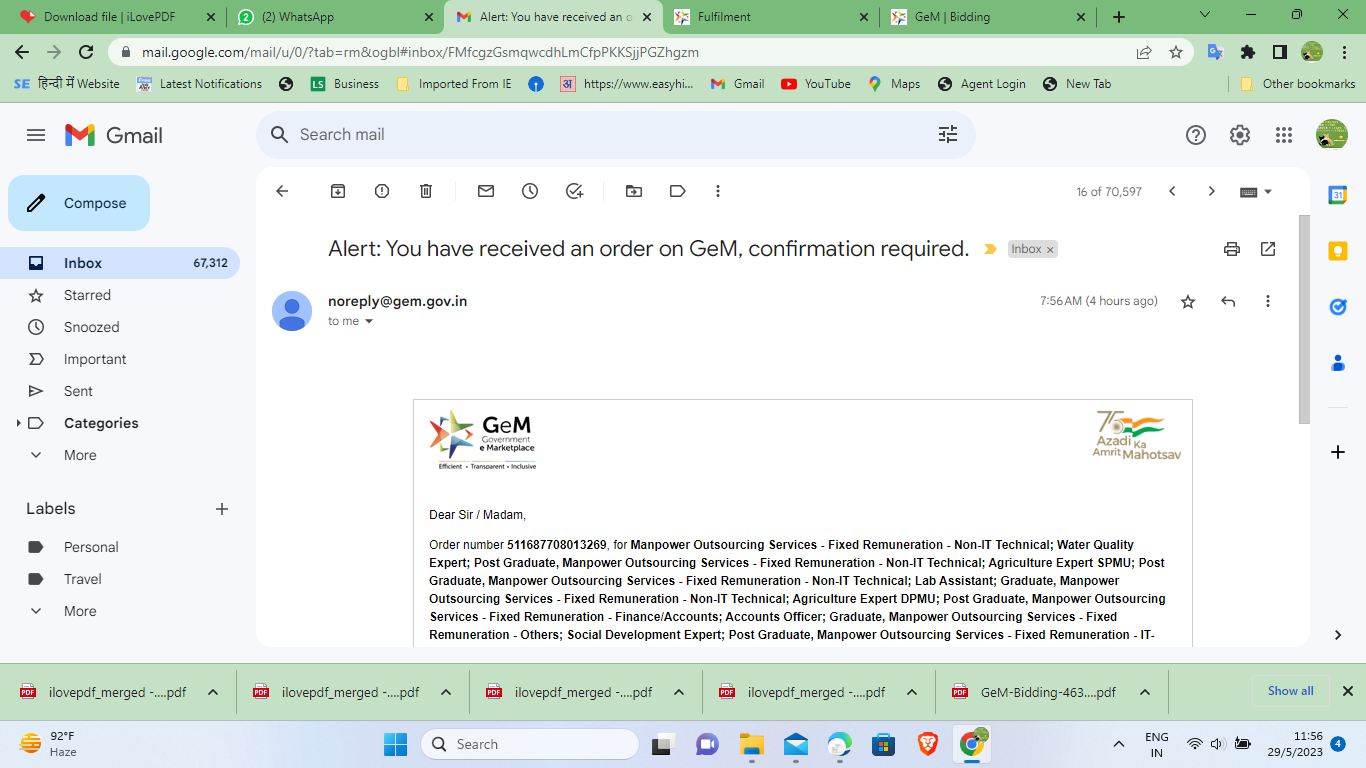 Download file | iLovePDF
(2) WhatsApp
Alert: You have received an o
Fulfilment
GeM | Bidding
mail.google.com/mail/u/0/?tab=rm&ogbl#inbox/FMfcgzGsmqwcdhLmCfpPKKSjjPGZhgzm
SE हिन्दी में Website
Latest Notifications
LS Business
Imported From IE
अ https://www.easyhi...
Gmail
YouTube
Maps
Agent Login
New Tab
Other bookmarks
Gmail
Search mail
Compose
16 of 70,597
Inbox 67,312
Starred
Snoozed
Important
Sent
Categories
More
Labels
Personal
Travel
More
Alert: You have received an order on GeM, confirmation required.
Inbox ×
noreply@gem.gov.in
7:56 AM (4 hours ago)
to me
31
GeM
Government
e Marketplace
Efficient • Transparent • Inclusive
75
Azadi Ka
Amrit Mahotsav
Dear Sir / Madam,
Order number 511687708013269, for Manpower Outsourcing Services - Fixed Remuneration - Non-IT Technical; Water Quality
Expert; Post Graduate, Manpower Outsourcing Services - Fixed Remuneration - Non-IT Technical; Agriculture Expert SPMU; Post
Graduate, Manpower Outsourcing Services - Fixed Remuneration - Non-IT Technical; Lab Assistant; Graduate, Manpower
Outsourcing Services - Fixed Remuneration - Non-IT Technical; Agriculture Expert DPMU; Post Graduate, Manpower Outsourcing
Services - Fixed Remuneration - Finance/Accounts; Accounts Officer; Graduate, Manpower Outsourcing Services - Fixed
Remuneration - Others; Social Development Expert; Post Graduate, Manpower Outsourcing Services - Fixed Remuneration - IT-
PDF ilovepdf_merged -....pdf
PDF ilovepdf_merged -....pdf
PDF ilovepdf_merged -....pdf
PDF ilovepdf_merged -....pdf
PDF GeM-Bidding-463....pdf
Show all
92°F
Haze
Search
ENG
IN
11:56
29/5/2023
4